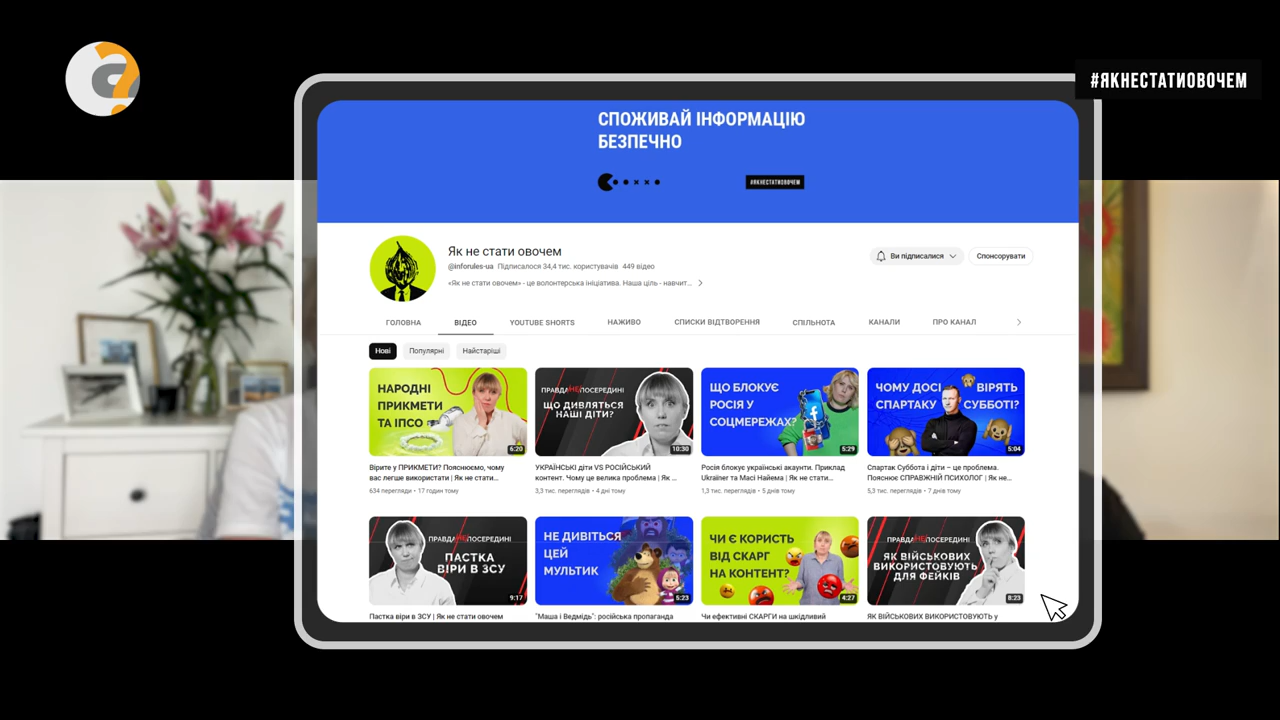 #ЯКНЕСТАТИОВОЧЕМ
СПОЖИВАЙ ІНФОРМАЦІЮ
БЕЗПЕЧНО
#ЯКНЕСТАТИОВОЧЕМ
Як не стати овочем
@inforules-ua Підписалося 34,4 тис. користувачів 449 відео
«Як не стати овочем» - це волонтерська ініціатива. Наша ціль - навчит...
Ви підписалися
Спонсорувати
ГОЛОВНА ВІДЕО YOUTUBE SHORTS НАЖИВО СПИСКИ ВІДТВОРЕННЯ СПІЛЬНОТА КАНАЛИ ПРО КАНАЛ
Нові Популярні Найстаріші
НАРОДНІ
ПРИКМЕТИ
ТА ІПСО
6:20
ПРАВДА НЕ ПОСЕРЕДИНІ
ЩО ДИВЛЯТЬСЯ
НАШІ ДІТИ?
10:30
ЩО БЛОКУЄ
РОСІЯ У
СОЦМЕРЕЖАХ?
5:29
ЧОМУ ДОСІ ВІРЯТЬ
СПАРТАКУ СУББОТІ?
5:04
Вірите у ПРИКМЕТИ? Пояснюємо, чому
вас легше використати | Як не стати...
634 перегляди • 17 годин тому
УКРАЇНСЬКІ діти VS РОСІЙСЬКИЙ
контент. Чому це велика проблема | Як ...
3,3 тис. переглядів • 4 дні тому
Росія блокує українські акаунти. Приклад
Ukraїner та Масі Найєма | Як не стати...
1,3 тис. переглядів • 5 днів тому
Спартак Суббота і діти – це проблема.
Пояснює СПРАВЖНІЙ ПСИХОЛОГ | Як не...
5,3 тис. переглядів • 7 днів тому
ПРАВДА НЕ ПОСЕРЕДИНІ
ПАСТКА
ВІРИ В ЗСУ
9:17
НЕ ДИВІТЬСЯ
ЦЕЙ
МУЛЬТИК
5:23
ЧИ Є КОРИСТЬ
ВІД СКАРГ
НА КОНТЕНТ?
4:27
ПРАВДА НЕ ПОСЕРЕДИНІ
ЯК ВІЙСЬКОВИХ
ВИКОРИСТОВУЮТЬ
ДЛЯ ФЕЙКІВ
8:23
Пастка віри в ЗСУ | Як не стати овочем
"Маша і Ведмідь": російська пропаганда
Чи ефективні СКАРГИ на шкідливий
ЯК ВІЙСЬКОВИХ ВИКОРИСТОВУЮТЬ у